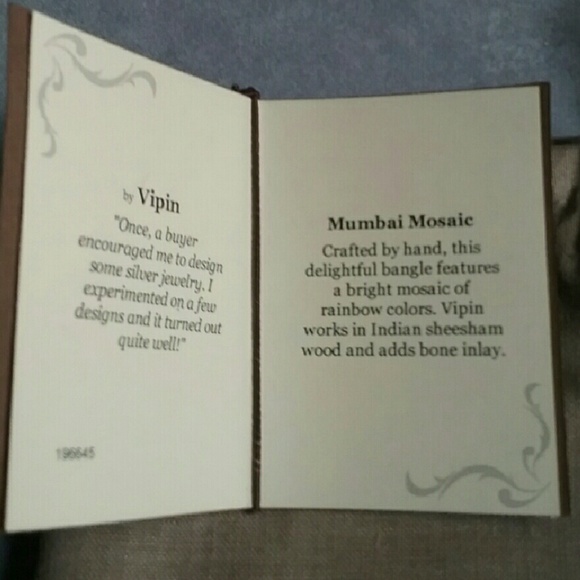 by Vipin
"Once, a buyer
encouraged me to design
some silver jewelry. I
experimented on a few
designs and it turned out
quite well!"
196645
Mumbai Mosaic
Crafted by hand, this
delightful bangle features
a bright mosaic of
rainbow colors. Vipin
works in Indian sheesham
wood and adds bone inlay.